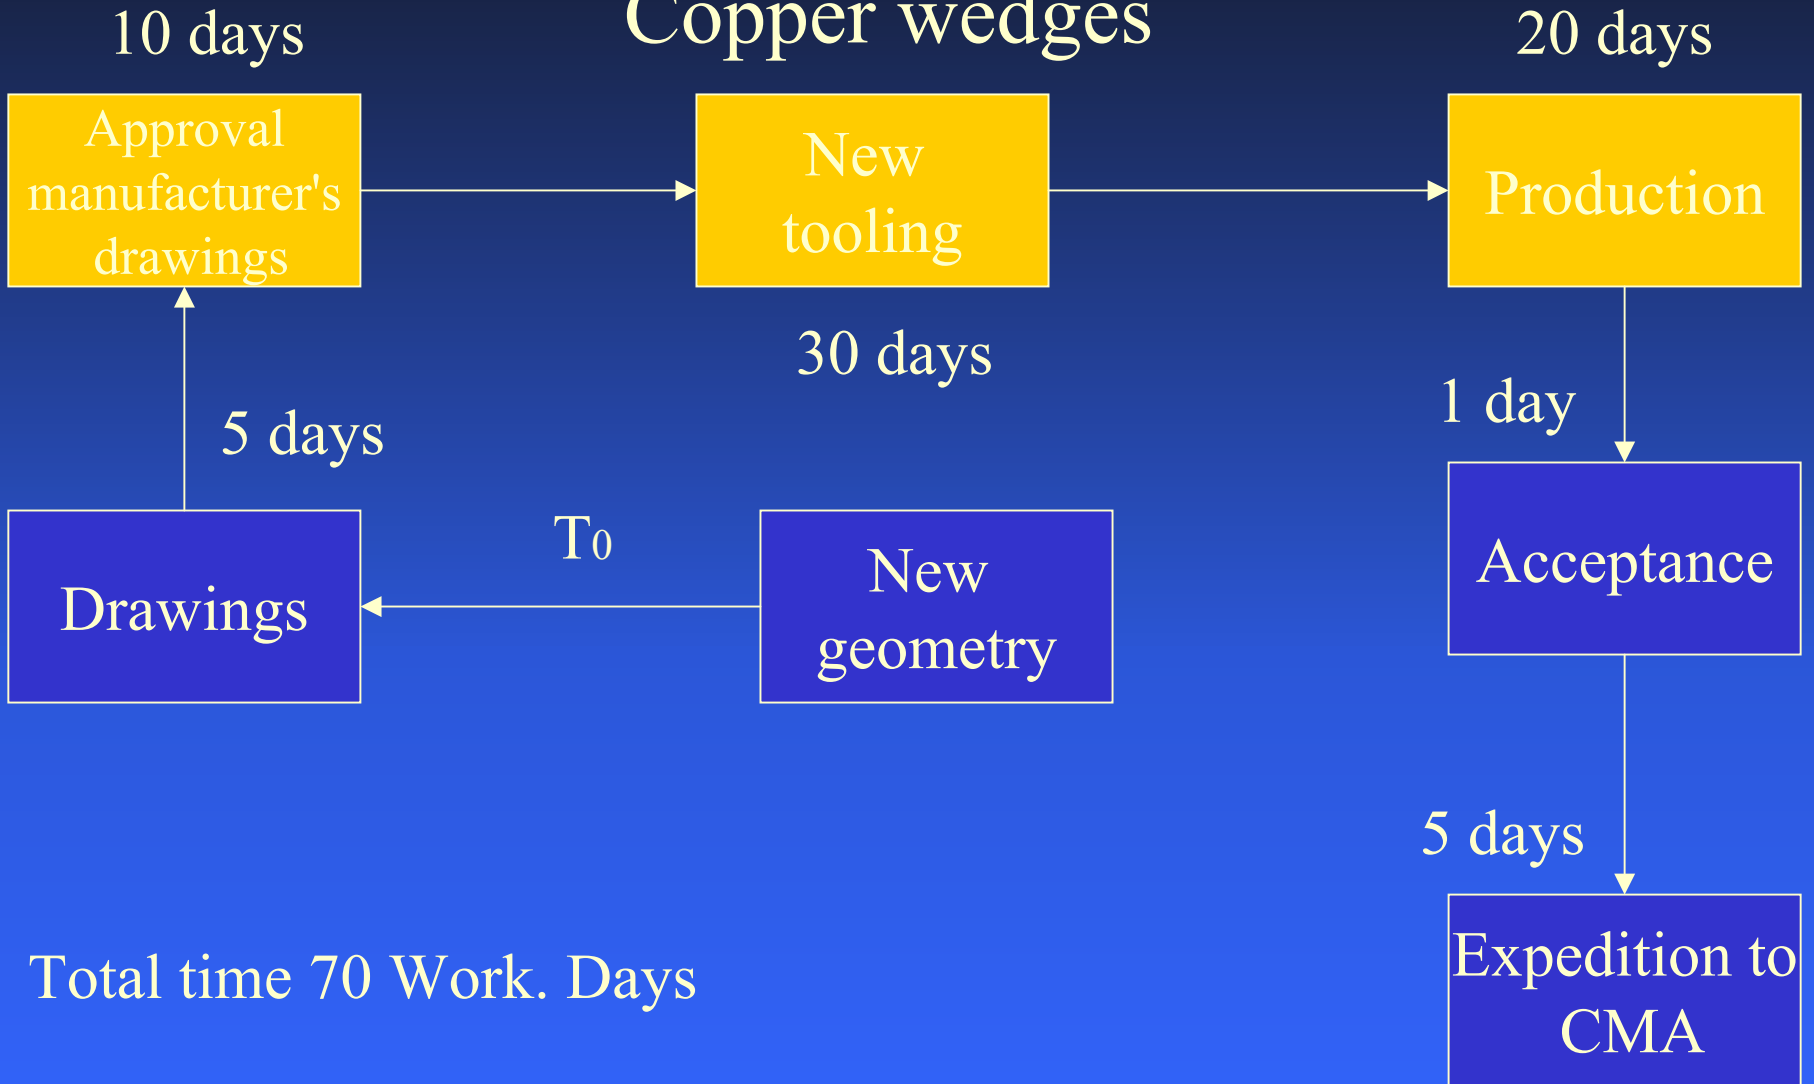 Copper wedges
10 days
20 days
Approval
manufacturer's
drawings
New
tooling
Production
30 days
1 day
5 days
T0
Drawings
New
geometry
Acceptance
5 days
Expedition to
CMA
Total time 70 Work. Days